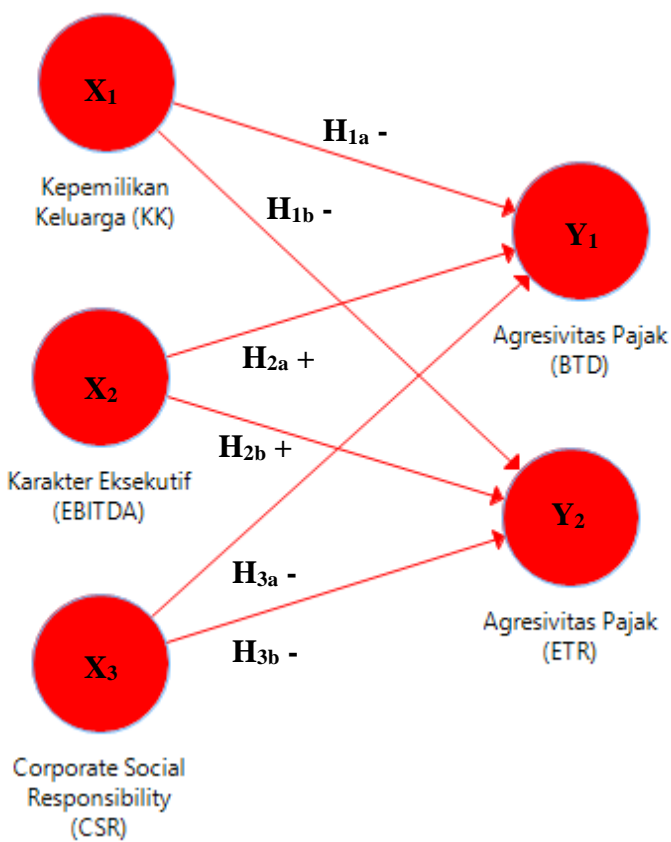 X₁
Kepemilikan
Keluarga (KK)
H₁ₐ -
H₁b -
Y₁
Agresivitas Pajak
(BTD)
X₂
Karakter Eksekutif
(EBITDA)
H₂ₐ +
H₂b +
Y₂
Agresivitas Pajak
(ETR)
X₃
Corporate Social
Responsibility
(CSR)
H₃ₐ -
H₃b -